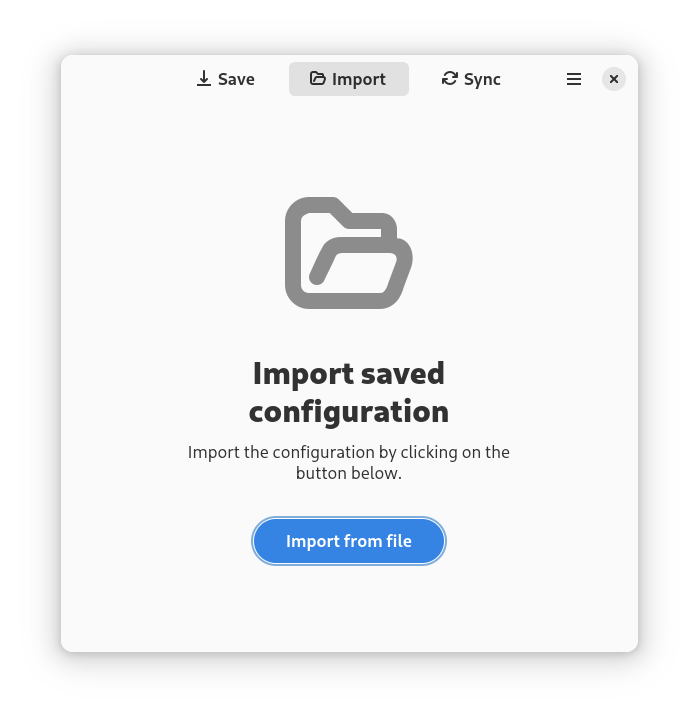 Save Import Sync
Import saved
configuration
Import the configuration by clicking on the
button below.
Import from file